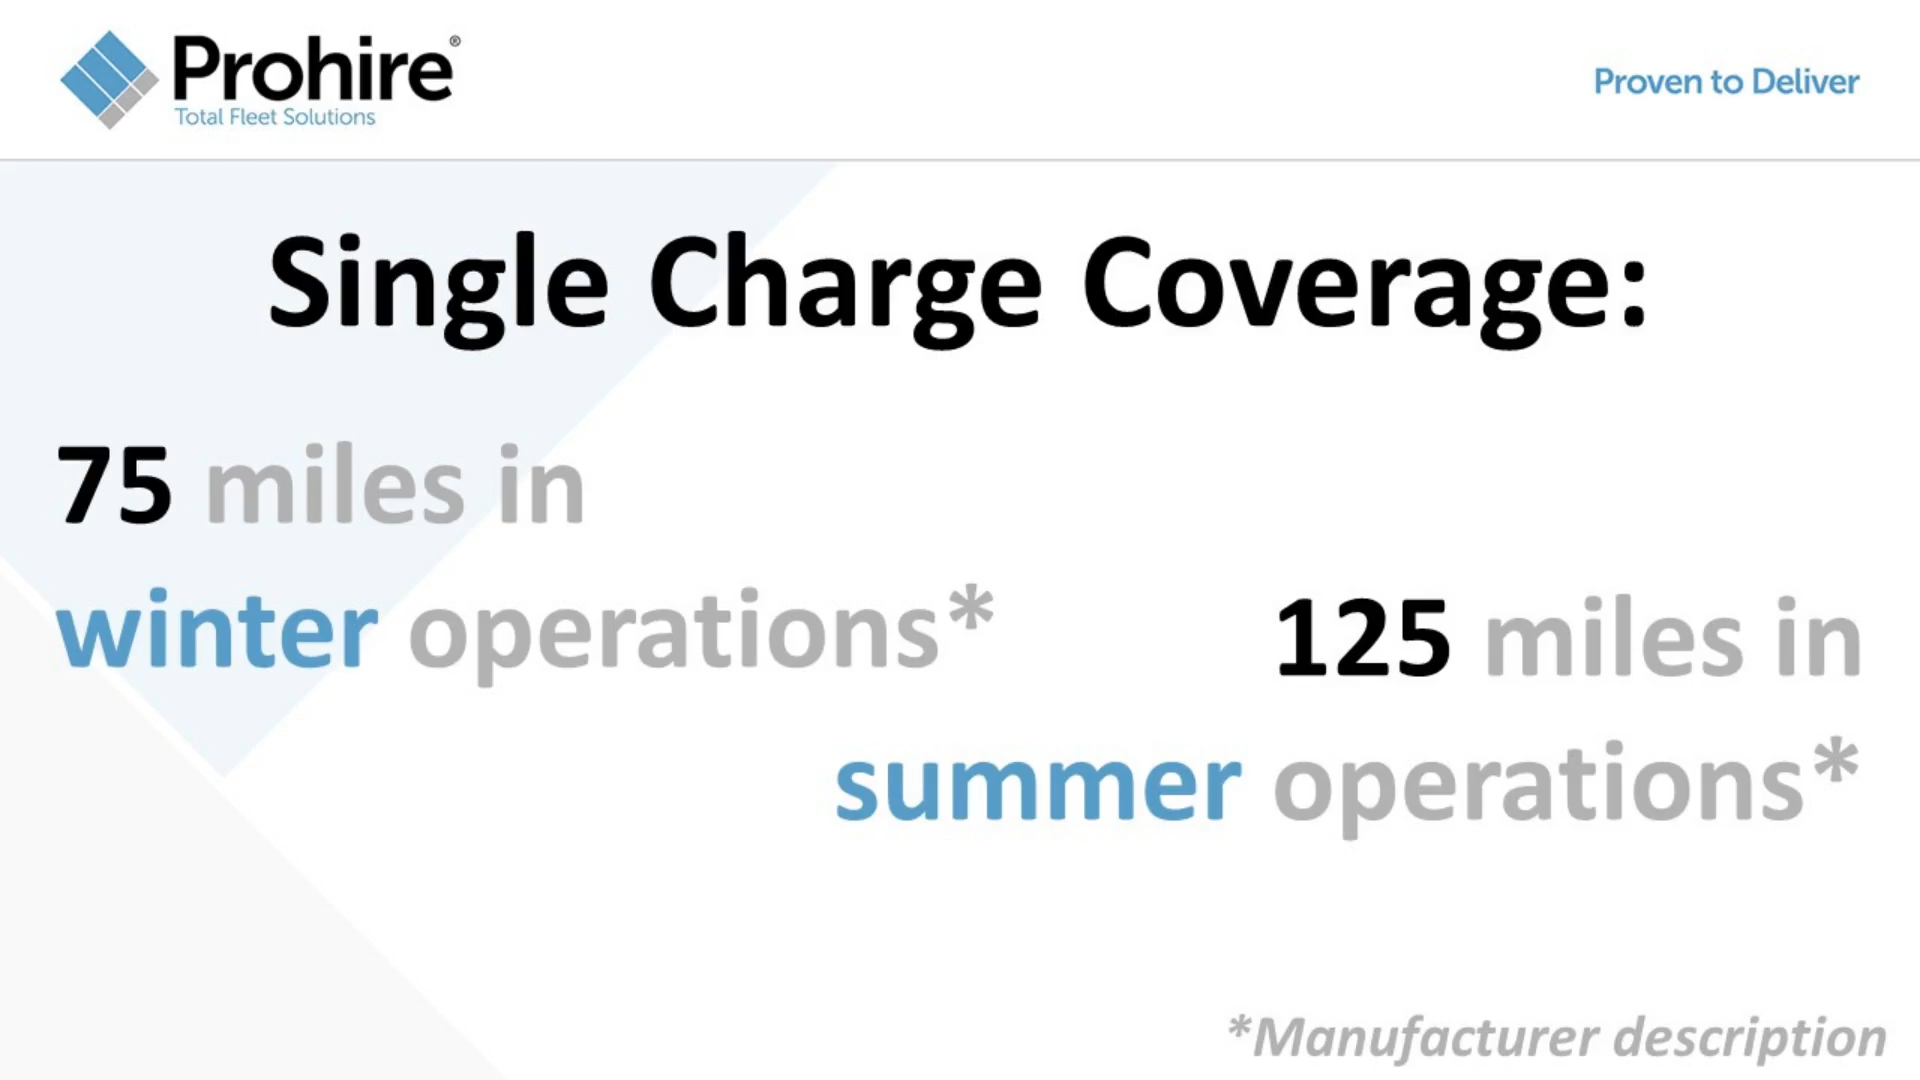 Prohire®
Total Fleet Solutions
Proven to Deliver
Single Charge Coverage:
75 miles in
winter operations*
125 miles in
summer operations*
*Manufacturer description